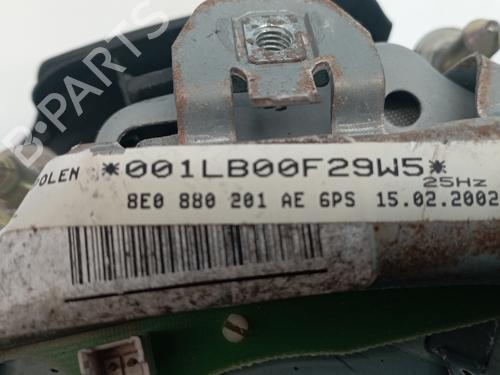 B-PARTS
OLEN *001LB00F29W5*
25Hz
8E0 880 201 AE 6PS 15.02.2002